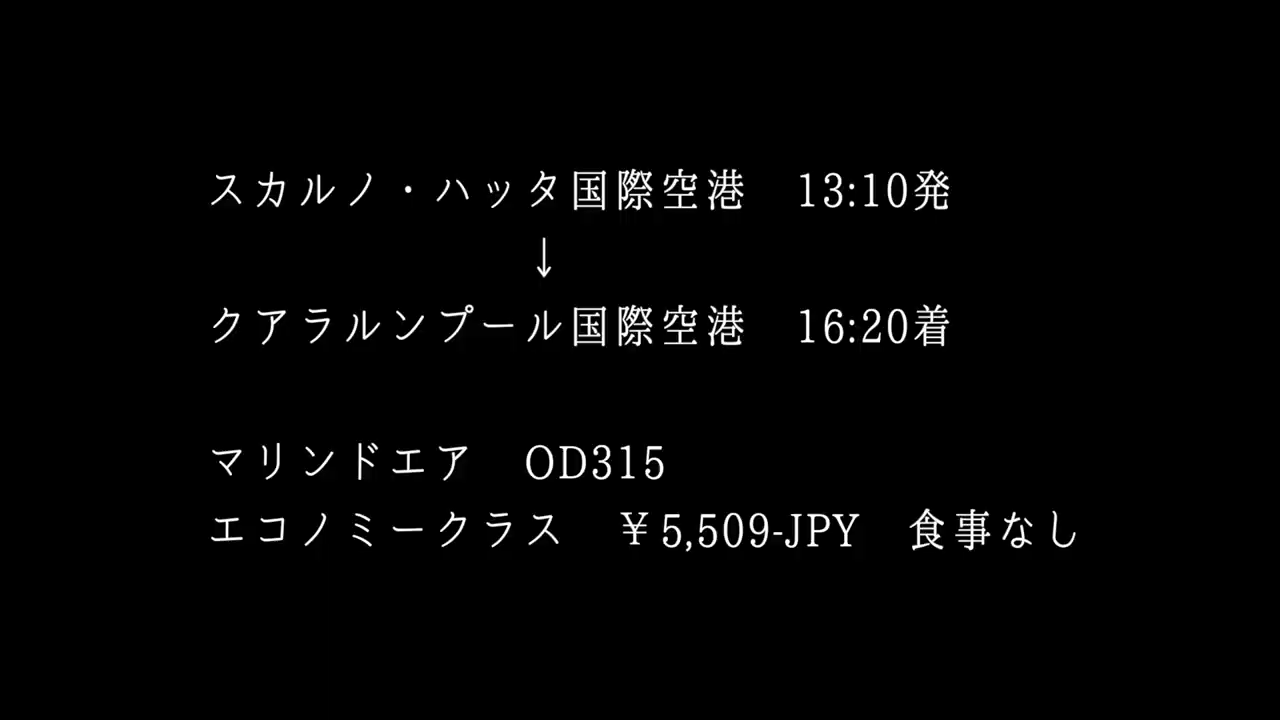 スカルノ・ハッタ国際空港　13:10発
↓
クアラルンプール国際空港　16:20着
マリンドエア　OD315
エコノミークラス　￥5,509-JPY　食事なし